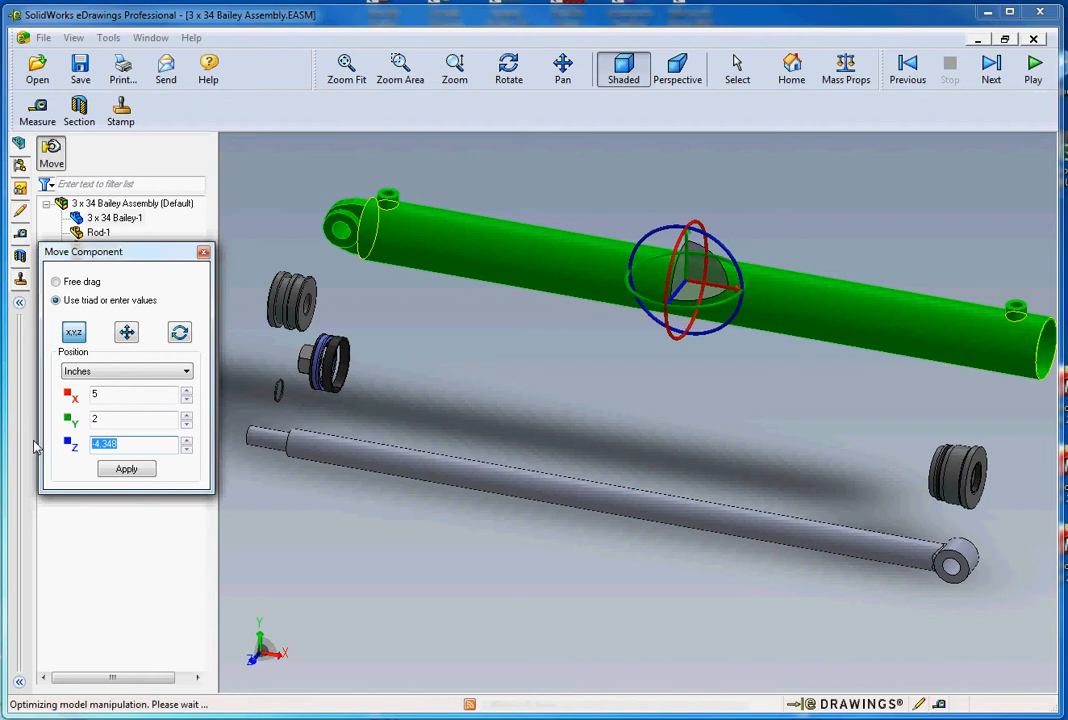 SolidWorks eDrawings Professional - [3 x 34 Bailey Assembly.EASM]
File View Tools Window Help
Open Save Print... Send Help Zoom Fit Zoom Area Zoom Rotate Pan Shaded Perspective Select Home Mass Props Previous Stop Next Play
Measure Section Stamp
Move
Enter text to filter list
3 x 34 Bailey Assembly (Default)
3 x 34 Bailey-1
Rod-1
Move Component
Free drag
Use triad or enter values
x,y,z
Position
Inches
X 5
Y 2
Z -4.348
Apply
Y
X
Z
Optimizing model manipulation. Please wait ...
DRAWINGS®